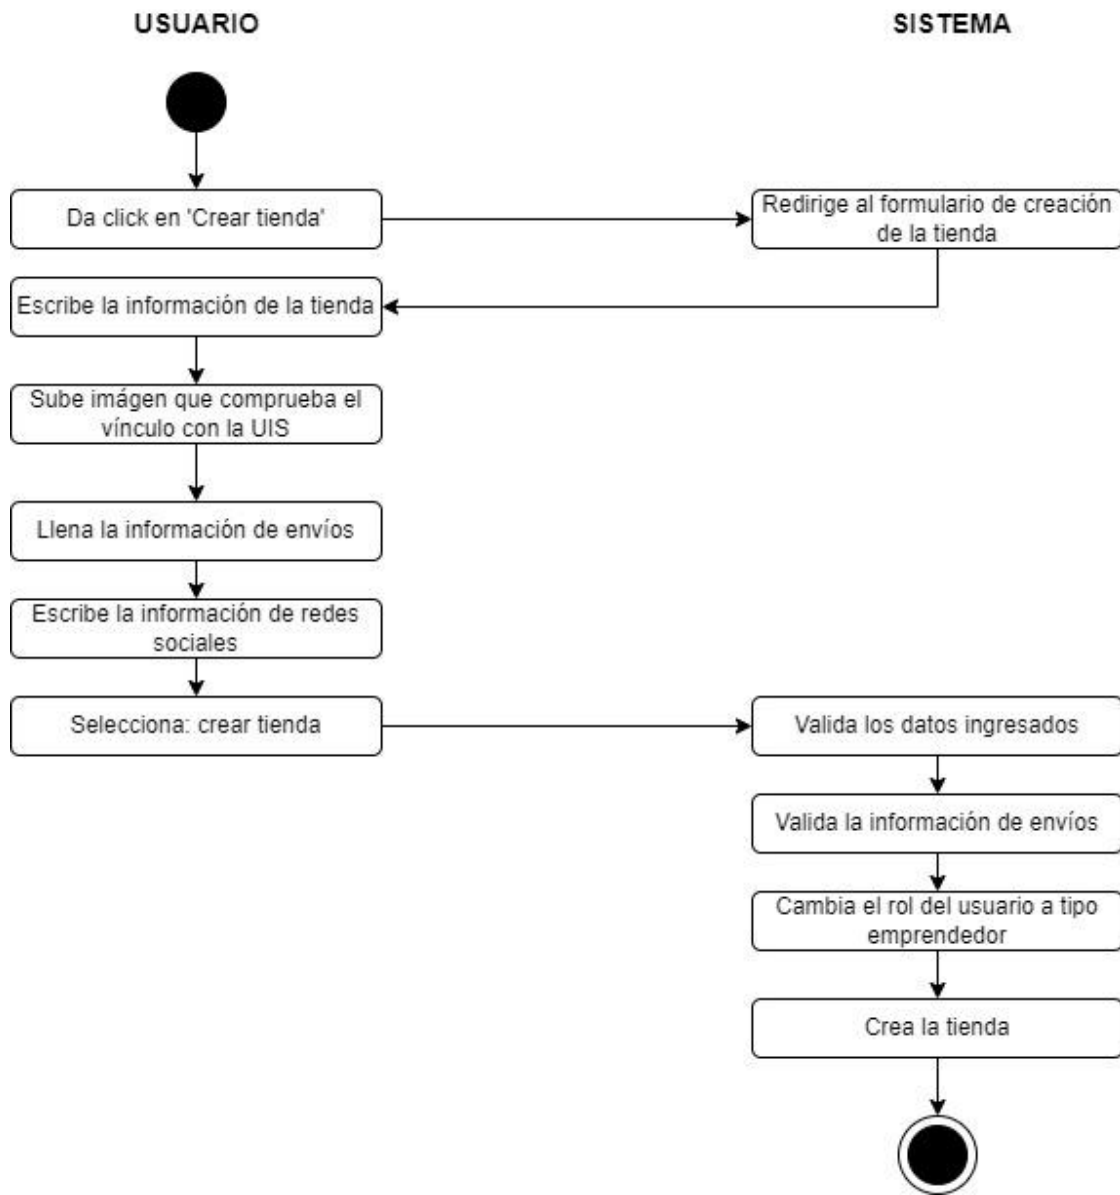 USUARIO
SISTEMA
Da click en 'Crear tienda'
Redirige al formulario de creación
de la tienda
Escribe la información de la tienda
Sube imágen que comprueba el
vínculo con la UIS
Llena la información de envíos
Escribe la información de redes
sociales
Selecciona: crear tienda
Valida los datos ingresados
Valida la información de envíos
Cambia el rol del usuario a tipo
emprendedor
Crea la tienda